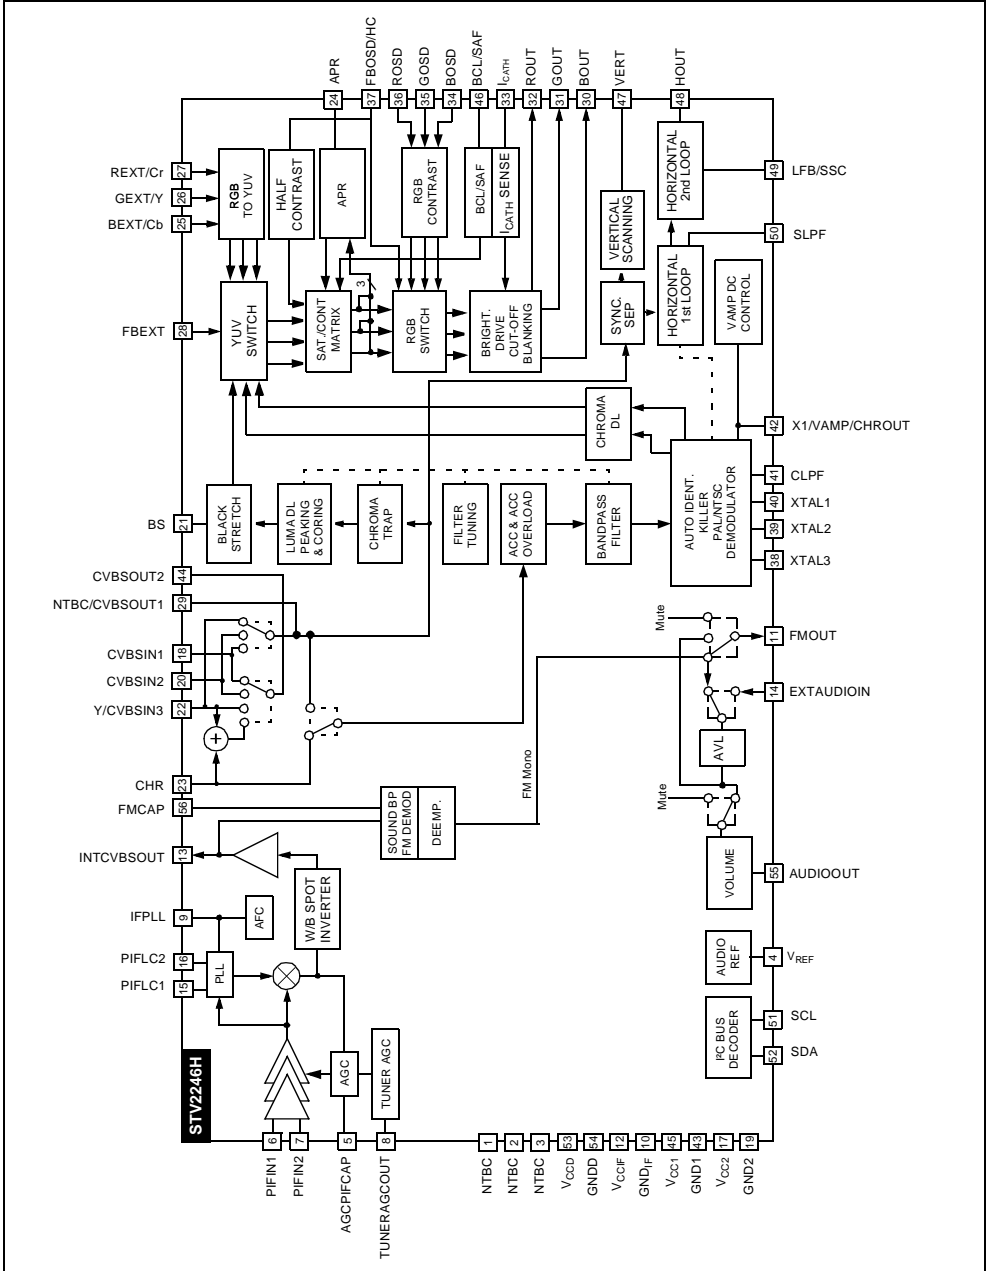 APR
FBOSD/HC
ROSD
GOSD
BOSD
BCL/SAF
ICATH
ROUT
GOUT
BOUT
VERT
HOUT
24
37
36
35
34
46
33
32
31
30
47
48
REXT/Cr
27
GEXT/Y
26
BEXT/Cb
25
RGB
TO YUV
HALF
CONTRAST
APR
RGB
CONTRAST
BCL/SAF
ICATH SENSE
VERTICAL
SCANNING
HORIZONTAL
2nd LOOP
49
LFB/SSC
50
SLPF
FBEXT
28
YUV
SWITCH
SAT./CONT
MATRIX
3
RGB
SWITCH
BRIGHT.
DRIVE
CUT-OFF
BLANKING
SYNC.
SEP
HORIZONTAL
1st LOOP
VAMP DC
CONTROL
CHROMA
DL
42
X1/VAMP/CHROUT
41
CLPF
40
XTAL1
39
XTAL2
38
XTAL3
BS
21
BLACK
STRETCH
LUMA DL
PEAKING
& CORING
CHROMA
TRAP
FILTER
TUNING
ACC & ACC
OVERLOAD
BANDPASS
FILTER
AUTO IDENT.
KILLER
PAL/NTSC
DEMODULATOR
CVBSOUT2
44
NTBC/CVBSOUT1
29
CVBSIN1
18
CVBSIN2
20
Y/CVBSIN3
22
+
CHR
23
FMCAP
56
Mute
11
FMOUT
14
EXTAUDIOIN
AVL
FM Mono
Mute
SOUND BP
FM DEMOD
DEEMP.
INTCVBSOUT
13
VOLUME
55
AUDIOOUT
IFPLL
9
AFC
W/B SPOT
INVERTER
PIFLC2
16
PIFLC1
15
PLL
AUDIO
REF
4
VREF
I²C BUS
DECODER
51
SCL
52
SDA
STV2246H
AGC
TUNER AGC
6
7
5
8
1
2
3
53
54
12
10
45
43
17
19
PIFIN1
PIFIN2
AGCPIFCAP
TUNERAGCOUT
NTBC
NTBC
NTBC
VCCD
GNDD
VCCIF
GNDIF
VCC1
GND1
VCC2
GND2